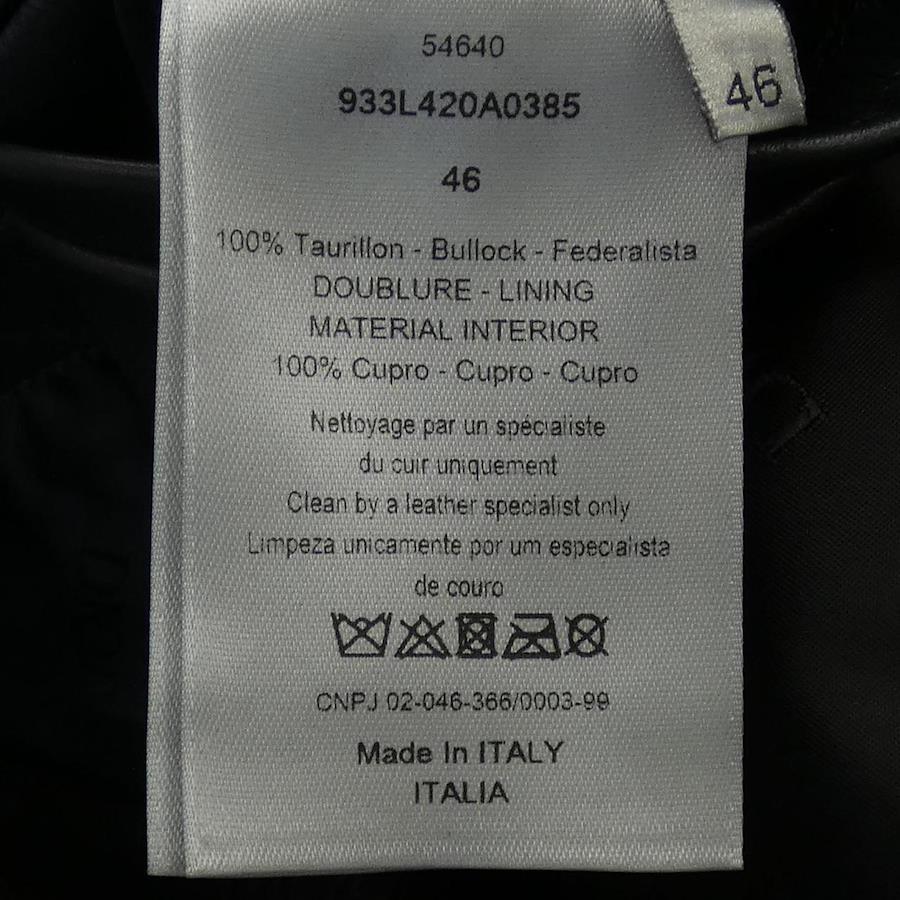 54640
933L420A0385
46
46
100% Taurillon - Bullock - Federalista
DOUBLURE - LINING
MATERIAL INTERIOR
100% Cupro - Cupro - Cupro
Nettoyage par un spécialiste
du cuir uniquement
Clean by a leather specialist only
Limpeza unicamente por um especialista
de couro
CNPJ 02-046-366/0003-99
Made In ITALY
ITALIA